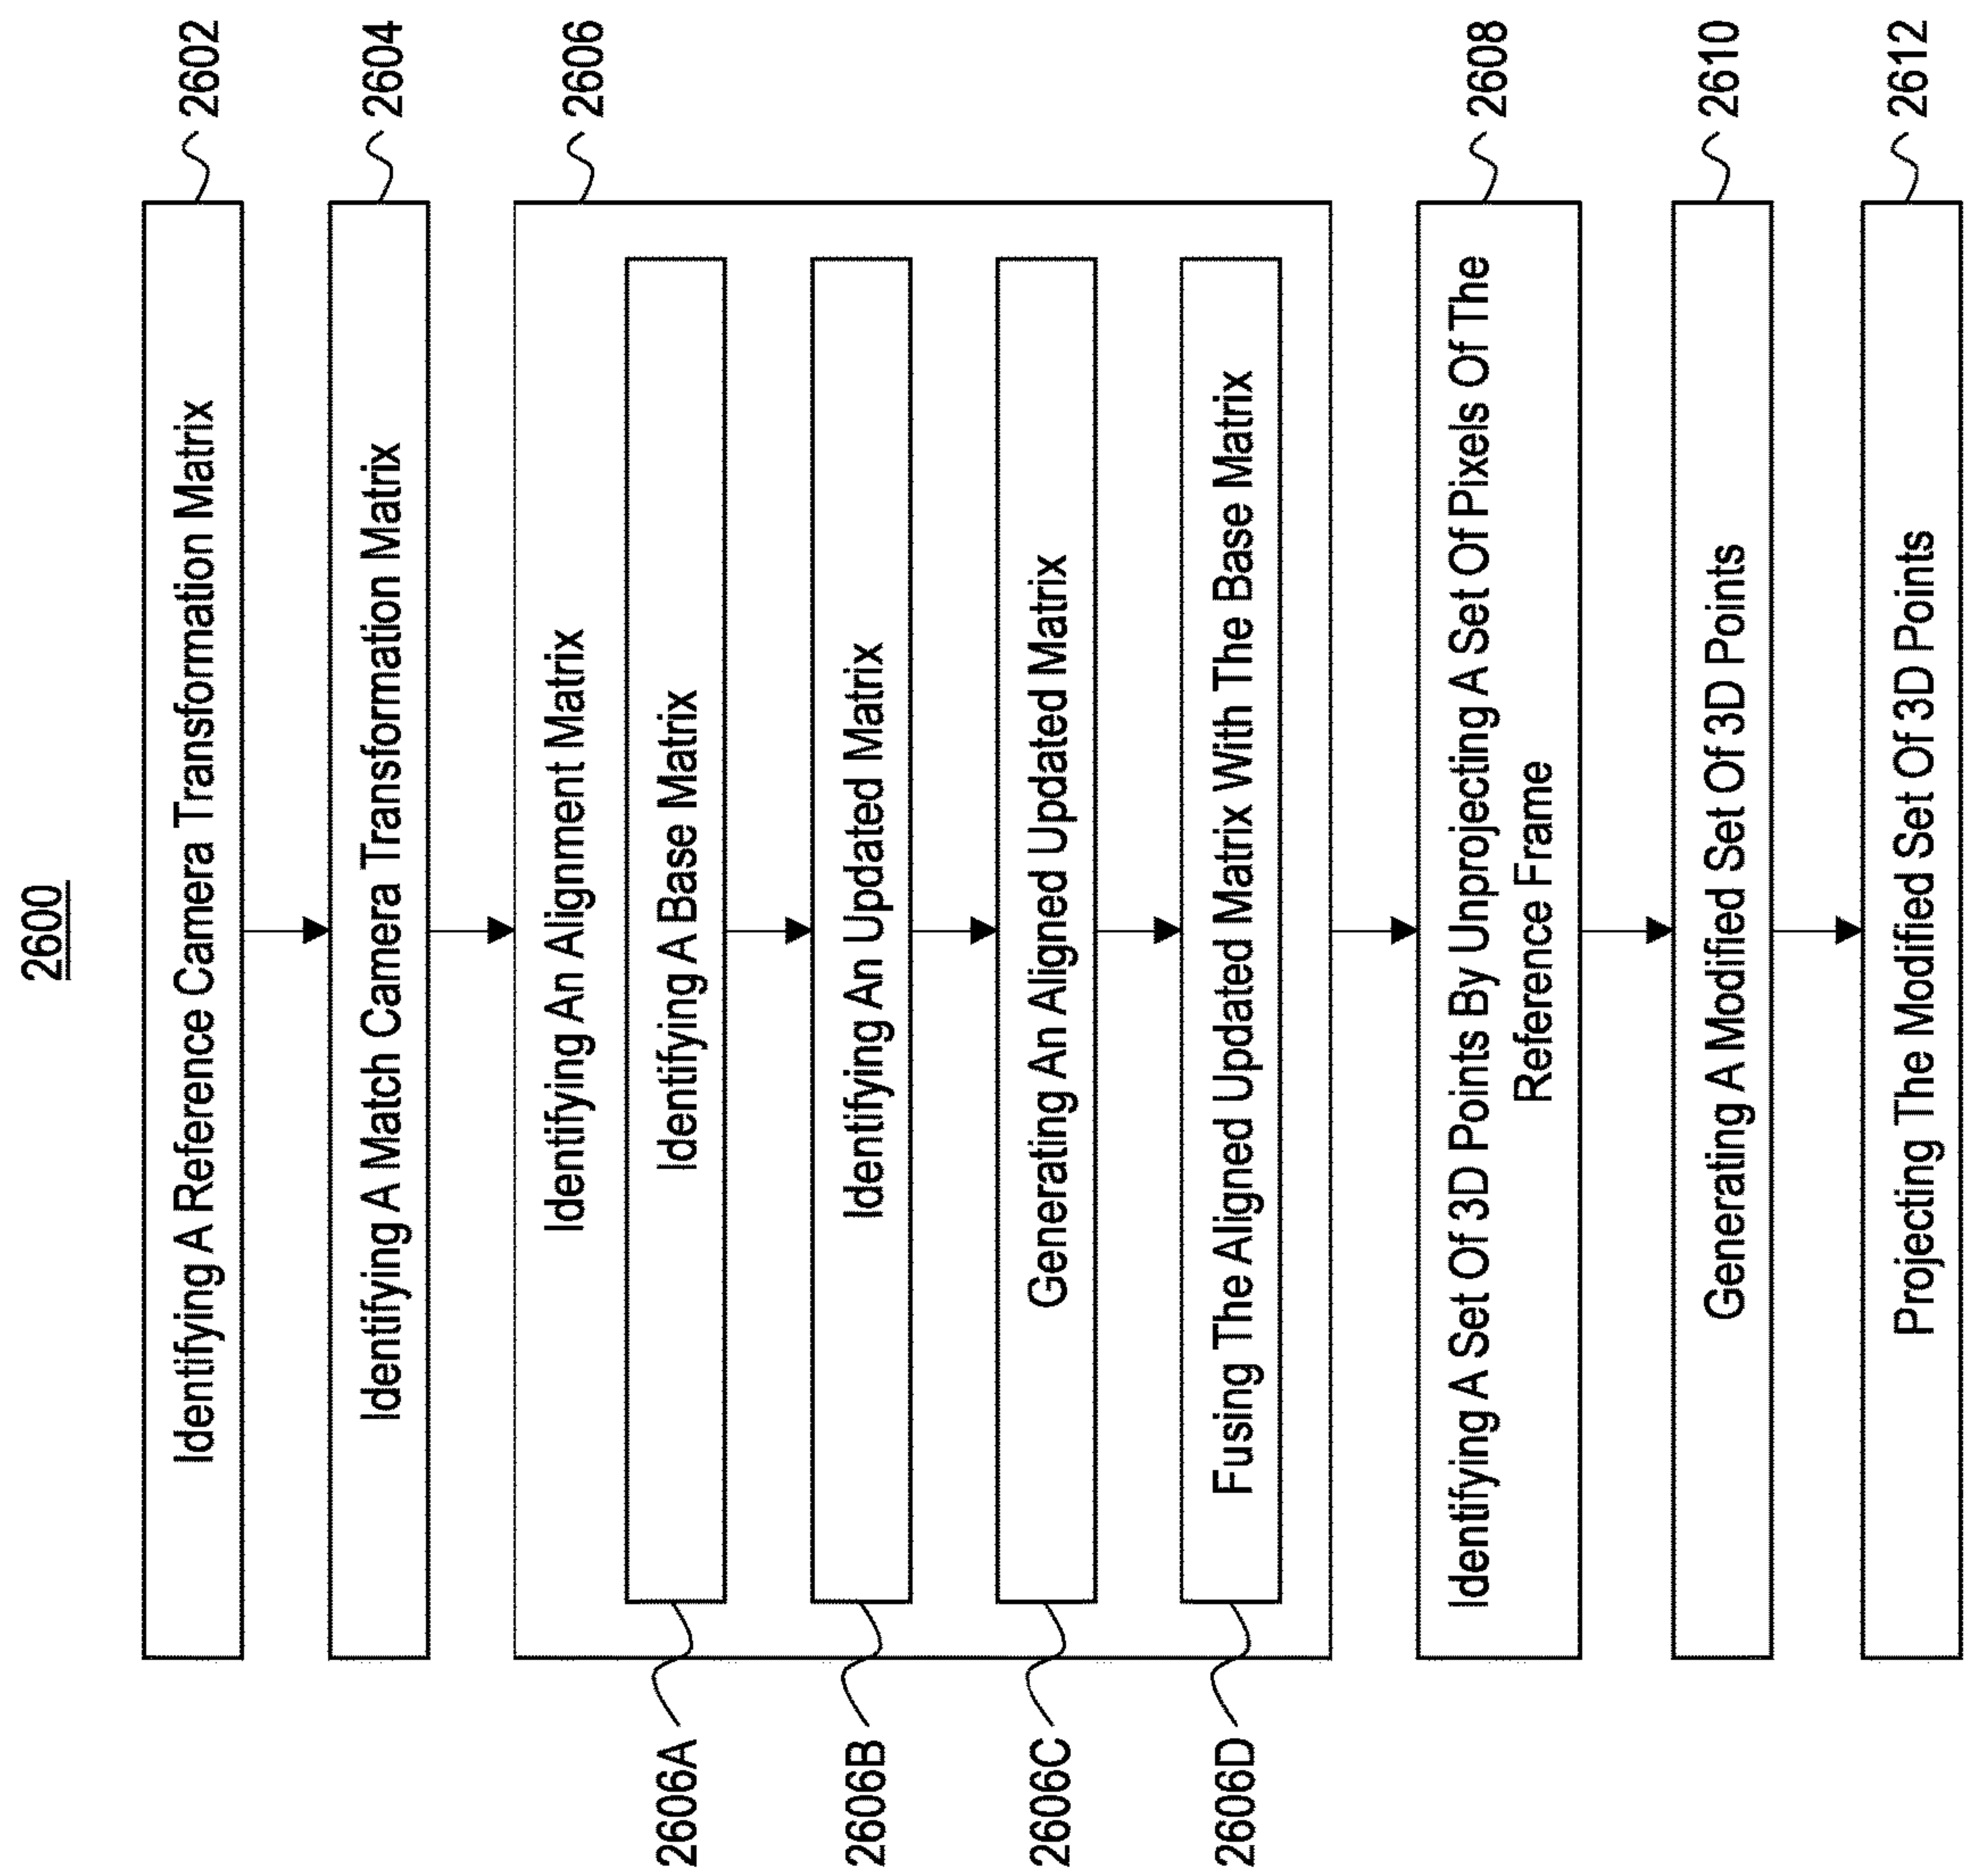 2600
Identifying A Reference Camera Transformation Matrix
2602
Identifying A Match Camera Transformation Matrix
2604
Identifying An Alignment Matrix
2606
Identifying A Base Matrix
2606A
Identifying An Updated Matrix
2606B
Generating An Aligned Updated Matrix
2606C
Fusing The Aligned Updated Matrix With The Base Matrix
2606D
Identifying A Set Of 3D Points By Unprojecting A Set Of Pixels Of The
Reference Frame
2608
Generating A Modified Set Of 3D Points
2610
Projecting The Modified Set Of 3D Points
2612